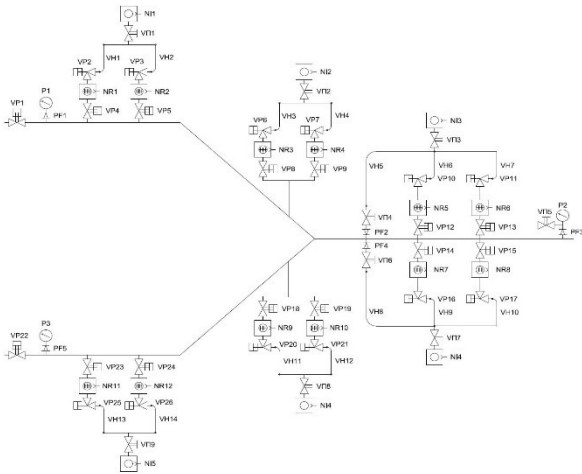 NI1
VП1
VP2 VH1 VP3 VH2
P1 NR1 NR2
VP1 PF1 VP4 VP5
NI2
VП2
VP6 VH3 VP7 VH4
NR3 NR4
VP8 VP9
NI3
VП3
VH5 VH6 VH7
VP10 VP11
NR5 NR6
VП4 VП5 P2
PF2 VP12 VP13 PF3
PF4 VP14 VP15
VП6 NR7 NR8
VP16 VP17
VH8 VH9 VH10
VП7
NI4
P3 VP18 VP19
VP22 NR9 NR10
PF5 VP20 VP21
VP23 VP24 VH11 VH12
NR11 NR12 VП8
VP25 VP26 NI4
VH13 VH14
VП9
NI5